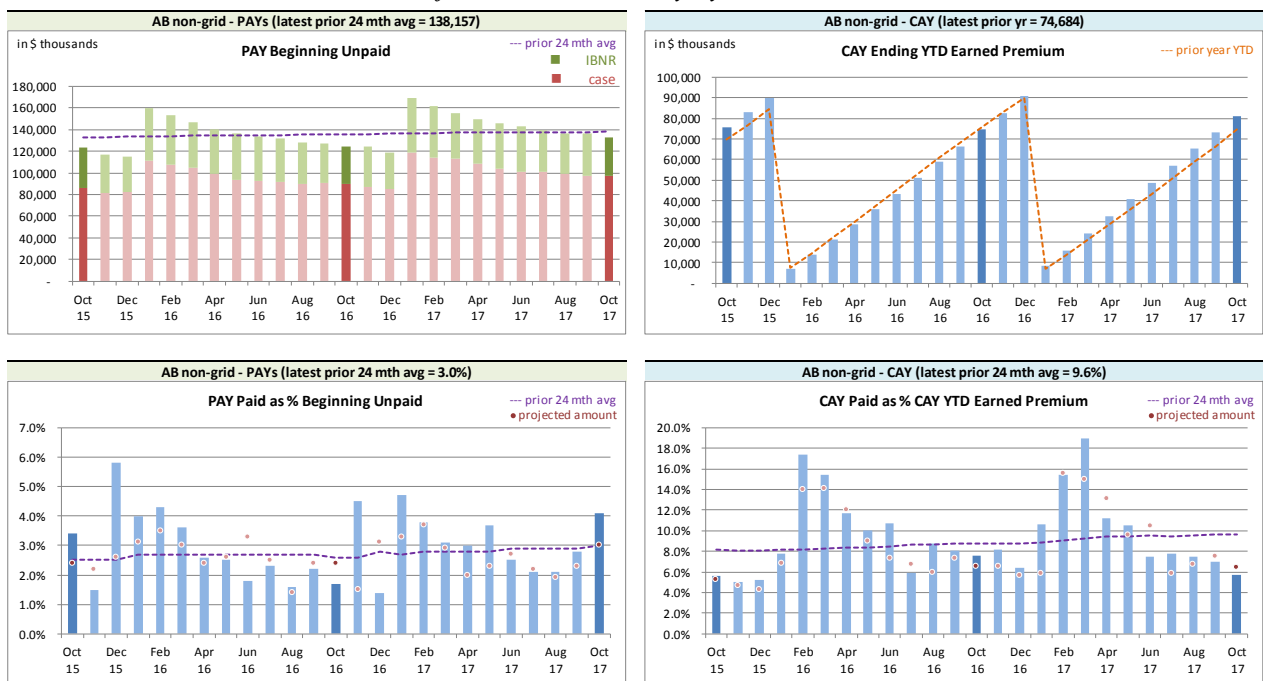 AB non-grid - PAYs (latest prior 24 mth avg = 138,157)
in $ thousands
PAY Beginning Unpaid
--- prior 24 mth avg
IBNR
case
180,000
160,000
140,000
120,000
100,000
80,000
60,000
40,000
20,000
-
Oct Dec Feb Apr Jun Aug Oct Dec Feb Apr Jun Aug Oct
15 15 16 16 16 16 16 16 17 17 17 17 17
AB non-grid - CAY (latest prior yr = 74,684)
in $ thousands
CAY Ending YTD Earned Premium
--- prior year YTD
100,000
90,000
80,000
70,000
60,000
50,000
40,000
30,000
20,000
10,000
-
Oct Dec Feb Apr Jun Aug Oct Dec Feb Apr Jun Aug Oct
15 15 16 16 16 16 16 16 17 17 17 17 17
AB non-grid - PAYs (latest prior 24 mth avg = 3.0%)
PAY Paid as % Beginning Unpaid
--- prior 24 mth avg
projected amount
7.0%
6.0%
5.0%
4.0%
3.0%
2.0%
1.0%
0.0%
Oct Dec Feb Apr Jun Aug Oct Dec Feb Apr Jun Aug Oct
15 15 16 16 16 16 16 16 17 17 17 17 17
AB non-grid - CAY (latest prior 24 mth avg = 9.6%)
CAY Paid as % CAY YTD Earned Premium
--- prior 24 mth avg
projected amount
20.0%
18.0%
16.0%
14.0%
12.0%
10.0%
8.0%
6.0%
4.0%
2.0%
0.0%
Oct Dec Feb Apr Jun Aug Oct Dec Feb Apr Jun Aug Oct
15 15 16 16 16 16 16 16 17 17 17 17 17